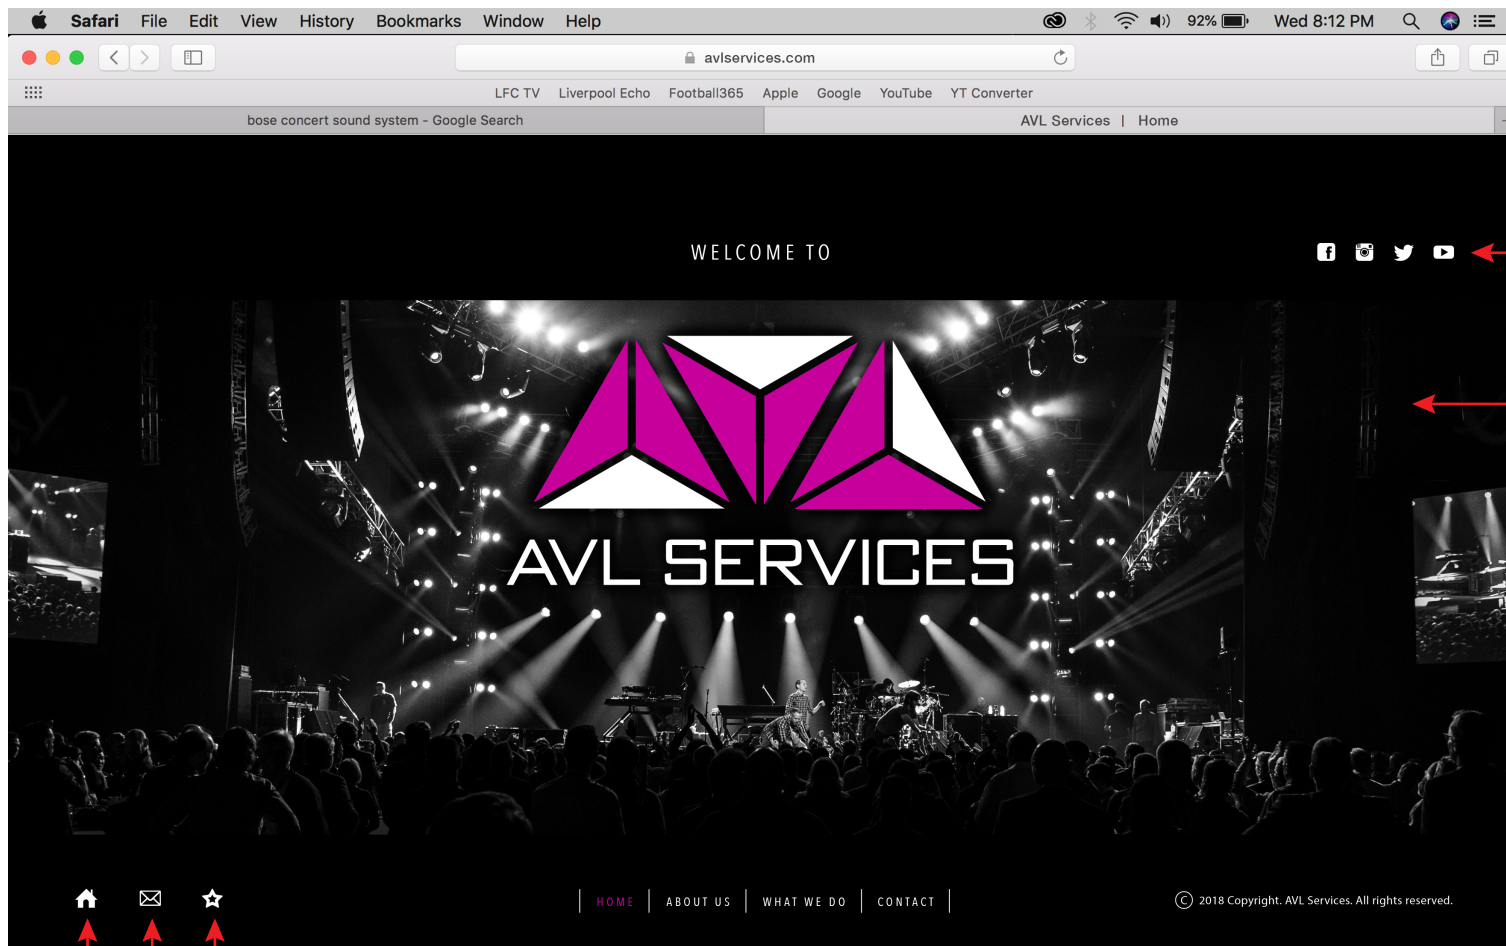 Safari File Edit View History Bookmarks Window Help 92% Wed 8:12 PM
avlservices.com
LFC TV Liverpool Echo Football365 Apple Google YouTube YT Converter
bose concert sound system - Google Search AVL Services | Home
WELCOME TO
AVL SERVICES
HOME | ABOUT US | WHAT WE DO | CONTACT
© 2018 Copyright. AVL Services. All rights reserved.